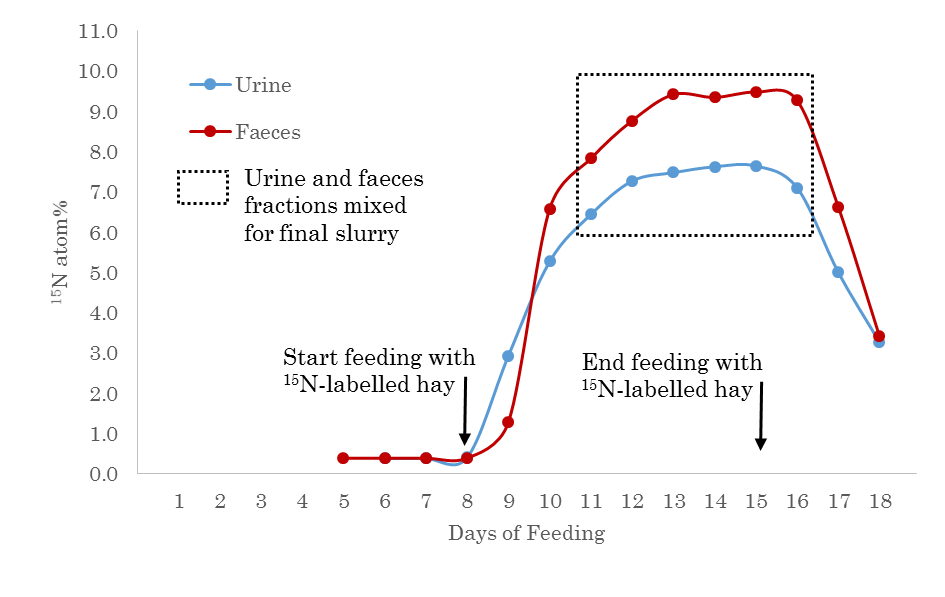 11.0
10.0
9.0
8.0
7.0
6.0
5.0
4.0
3.0
2.0
1.0
0.0
¹⁵N atom%
Urine
Faeces
Urine and faeces
fractions mixed
for final slurry
Start feeding with
¹⁵N-labelled hay
End feeding with
¹⁵N-labelled hay
1 2 3 4 5 6 7 8 9 10 11 12 13 14 15 16 17 18
Days of Feeding